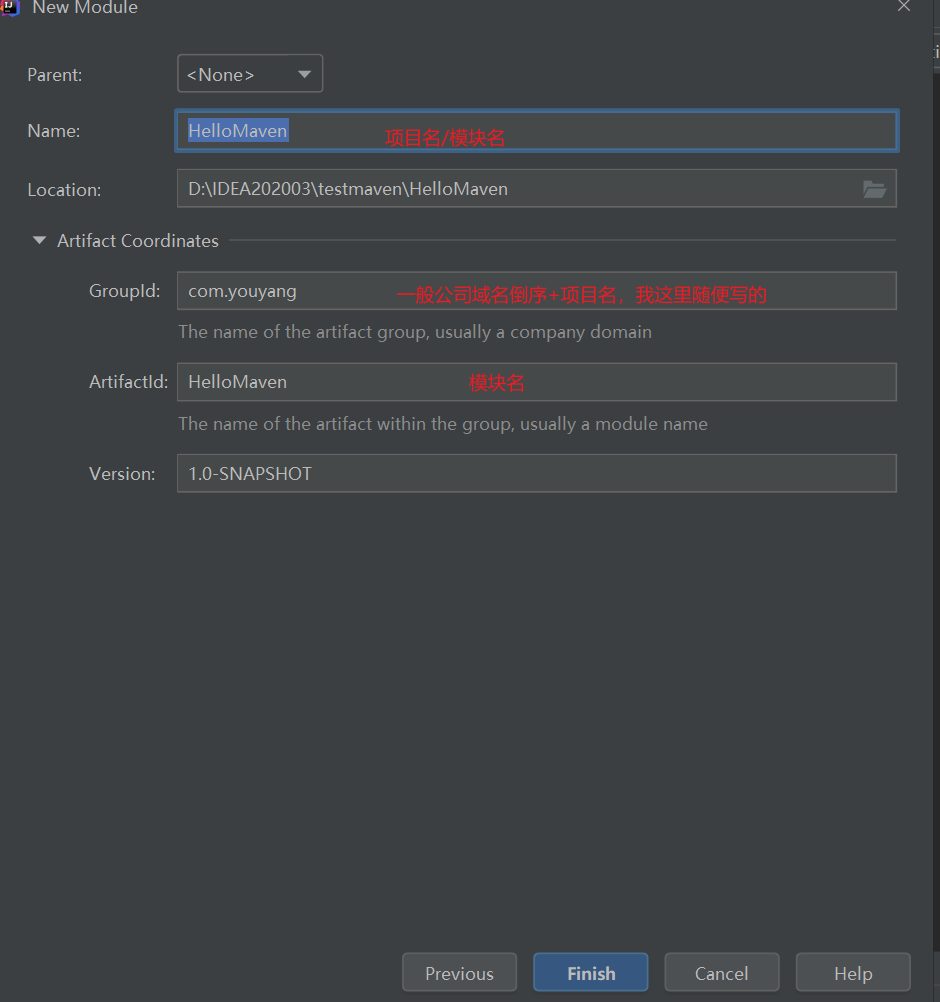 New Module
Parent: <None>
Name: HelloMaven 项目名/模块名
Location: D:\IDEA202003\testmaven\HelloMaven
Artifact Coordinates
GroupId: com.youyang 一般公司域名倒序+项目名，我这里随便写的
The name of the artifact group, usually a company domain
ArtifactId: HelloMaven 模块名
The name of the artifact within the group, usually a module name
Version: 1.0-SNAPSHOT
Previous Finish Cancel Help